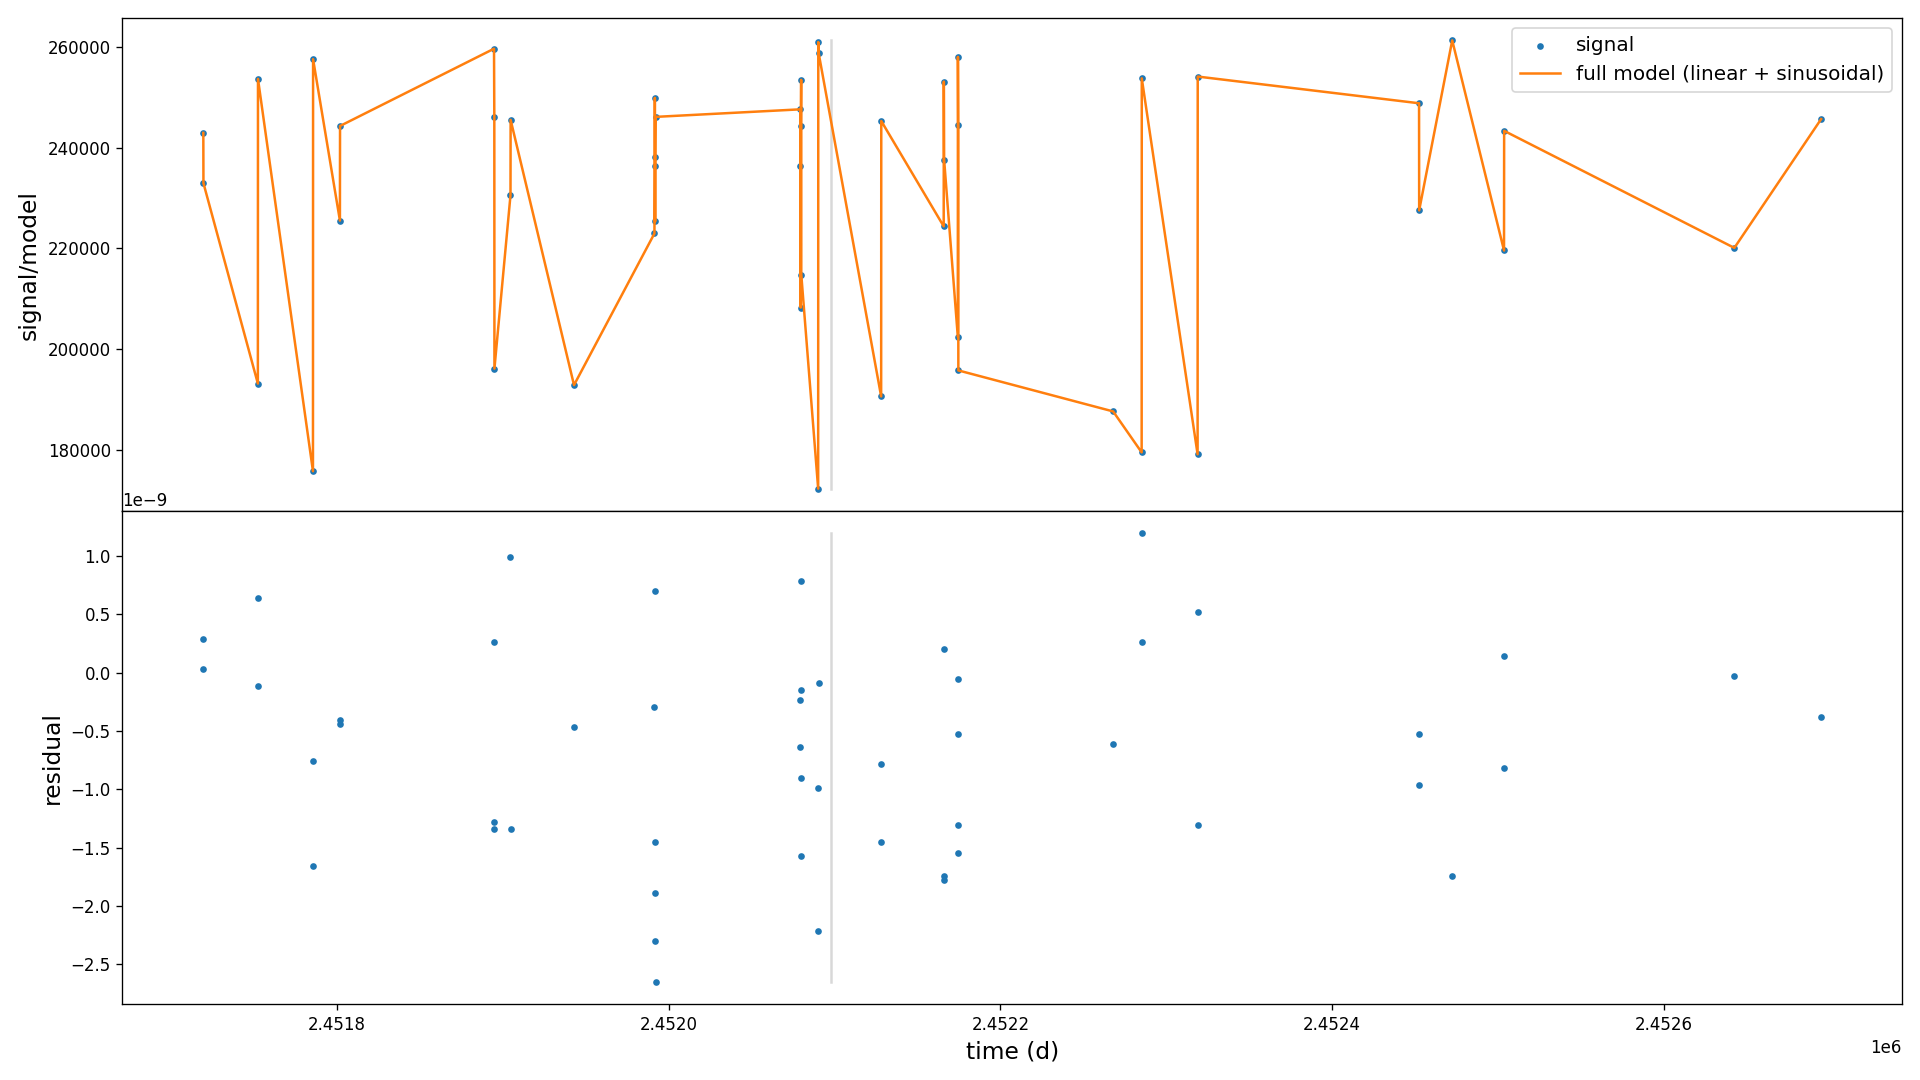 signal
full model (linear + sinusoidal)
signal/model
260000
240000
220000
200000
180000
1e−9
residual
1.0
0.5
0.0
−0.5
−1.0
−1.5
−2.0
−2.5
2.4518
2.4520
2.4522
2.4524
2.4526
1e6
time (d)